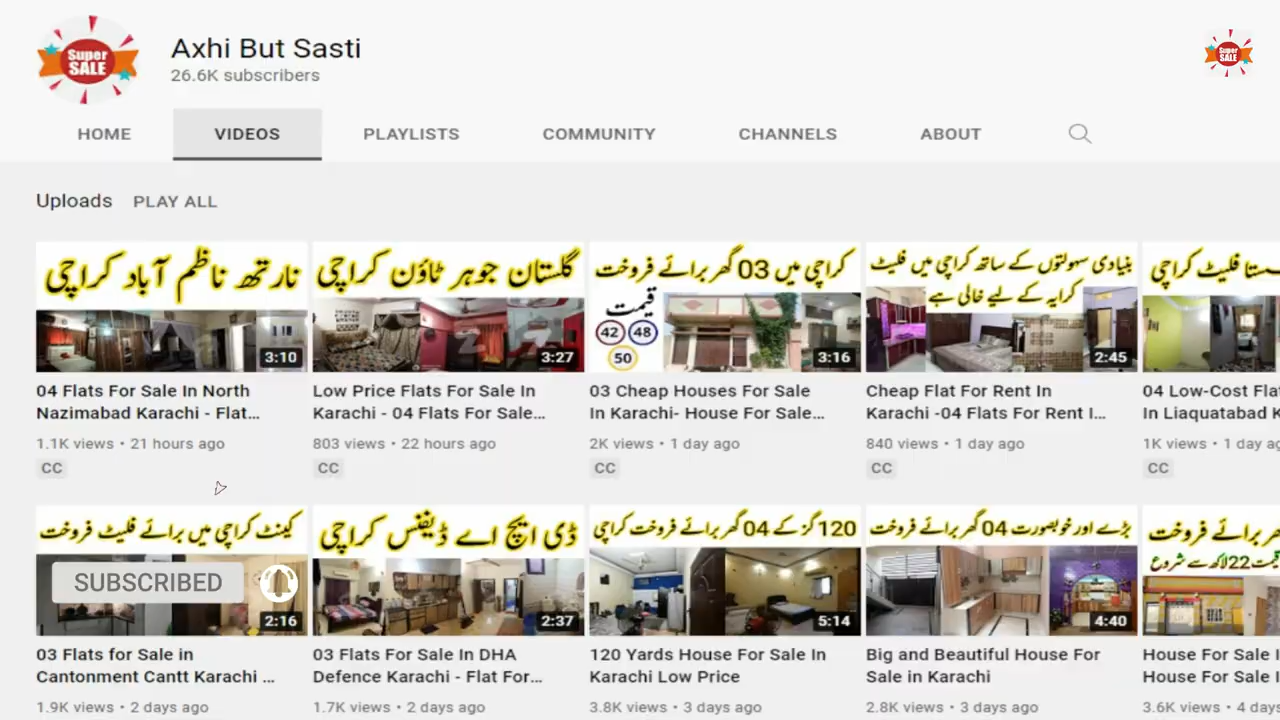 Super
SALE
Axhi But Sasti
26.6K subscribers
Super
SALE
HOME
VIDEOS
PLAYLISTS
COMMUNITY
CHANNELS
ABOUT
Uploads
PLAY ALL
نارتھ ناظم آباد کراچی
3:10
04 Flats For Sale In North
Nazimabad Karachi - Flat...
1.1K views • 21 hours ago
CC
گلستان جوہر ٹاؤن کراچی
3:27
Low Price Flats For Sale In
Karachi - 04 Flats For Sale...
803 views • 22 hours ago
CC
کراچی میں 03 گھر برائے فروخت
قیمت
42 48
50
3:16
03 Cheap Houses For Sale
In Karachi- House For Sale...
2K views • 1 day ago
CC
بنیادی سہولتوں کے ساتھ کراچی میں فلیٹ
کرایہ کے لیے خالی ہے
2:45
Cheap Flat For Rent In
Karachi -04 Flats For Rent I...
840 views • 1 day ago
CC
سستا فلیٹ کراچی
04 Low-Cost Fla
In Liaquatabad K
1K views • 1 day ag
CC
کینٹ کراچی میں برائے فلیٹ فروخت
SUBSCRIBED
2:16
03 Flats for Sale in
Cantonment Cantt Karachi ...
1.9K views • 2 days ago
ڈی ایچ اے ڈیفنس کراچی
2:37
03 Flats For Sale In DHA
Defence Karachi - Flat For...
1.7K views • 2 days ago
120 گز کے 04 گھر برائے فروخت کراچی
5:14
120 Yards House For Sale In
Karachi Low Price
3.8K views • 3 days ago
بڑے اور خوبصورت 04 گھر برائے فروخت
4:40
Big and Beautiful House For
Sale in Karachi
2.8K views • 3 days ago
برائے فروخت
قیمت 22 لاکھ سے شروع
House For Sale I
House For Sale I
3.6K views • 4 days